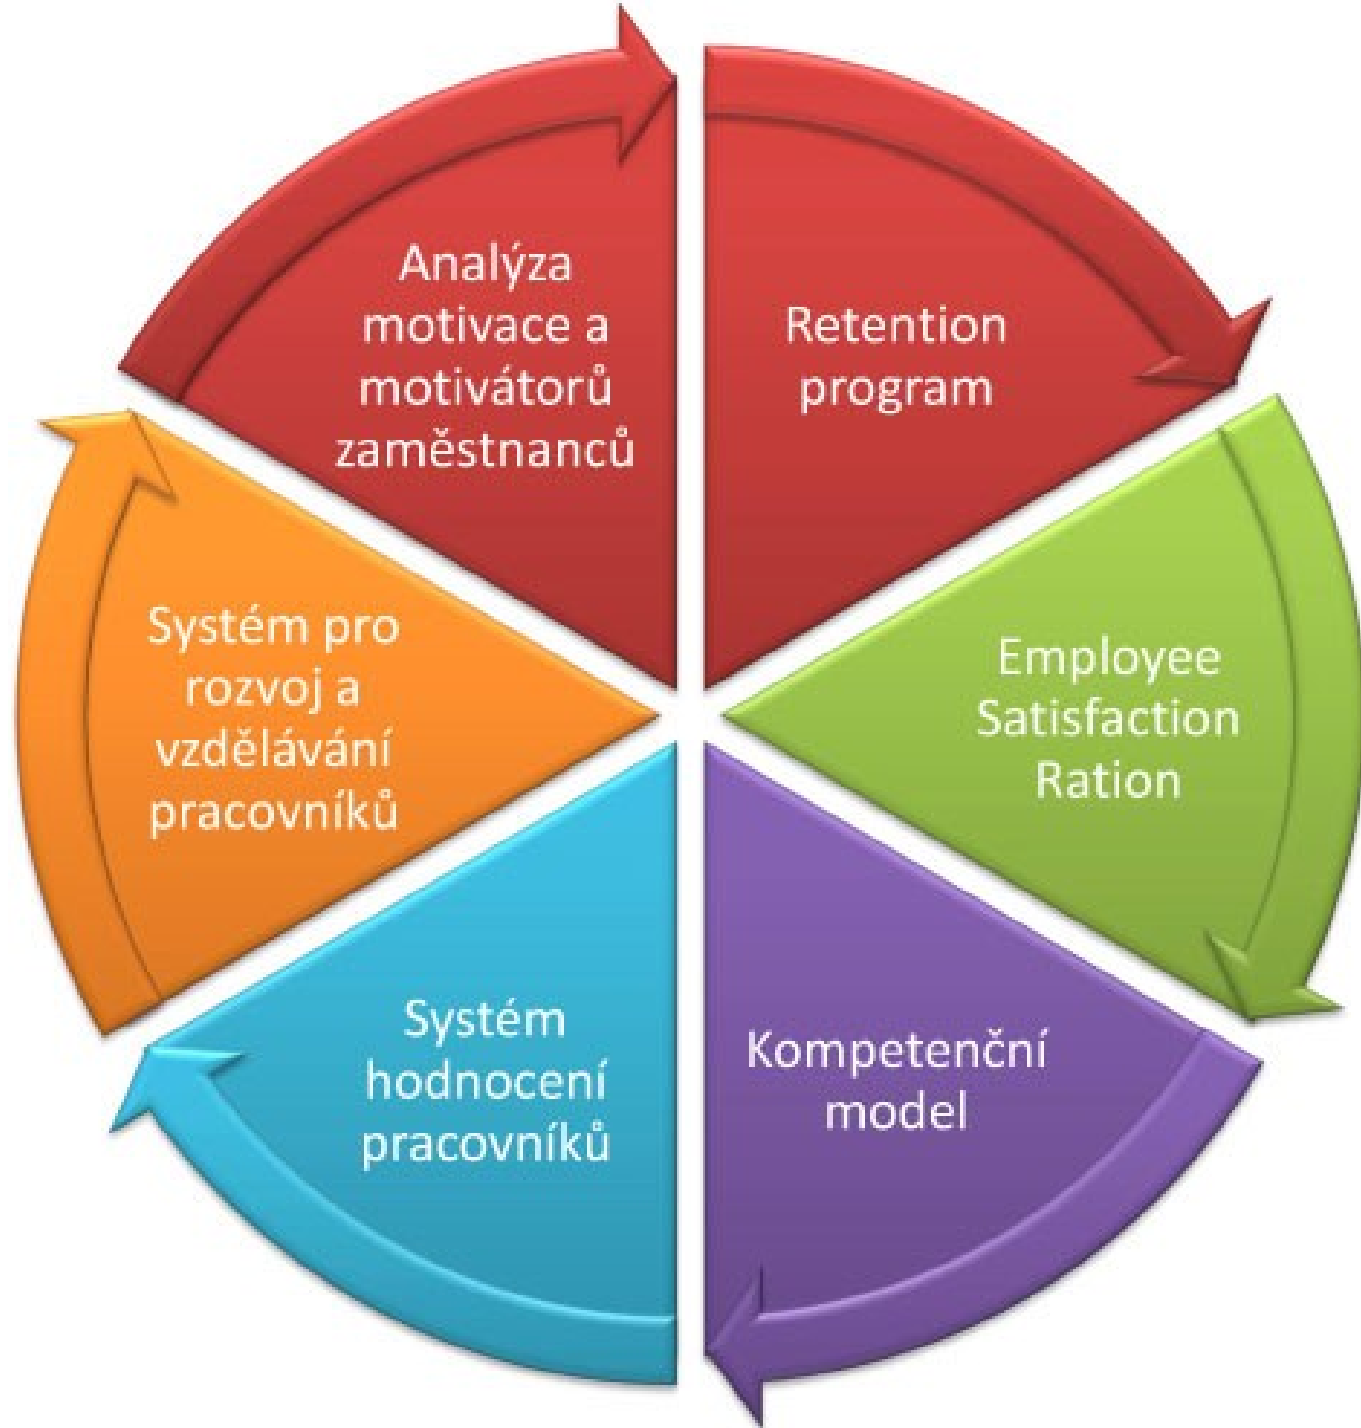 Analýza
motivace a
motivátorů
zaměstnanců
Retention
program
Employee
Satisfaction
Ration
Kompetenční
model
Systém
hodnocení
pracovníků
Systém pro
rozvoj a
vzdělávání
pracovníků